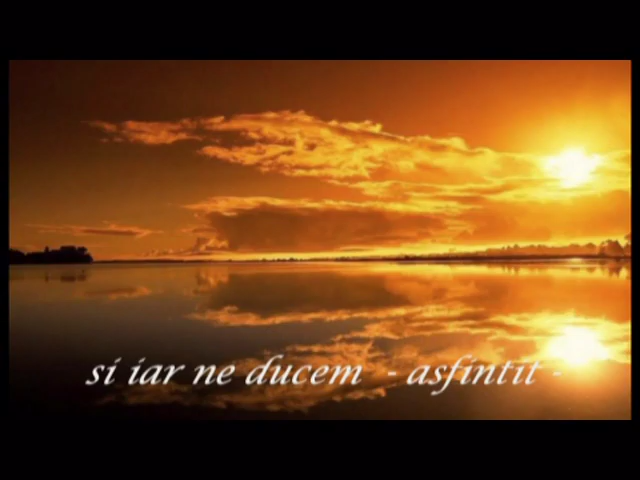 si iar ne ducem - asfintit -